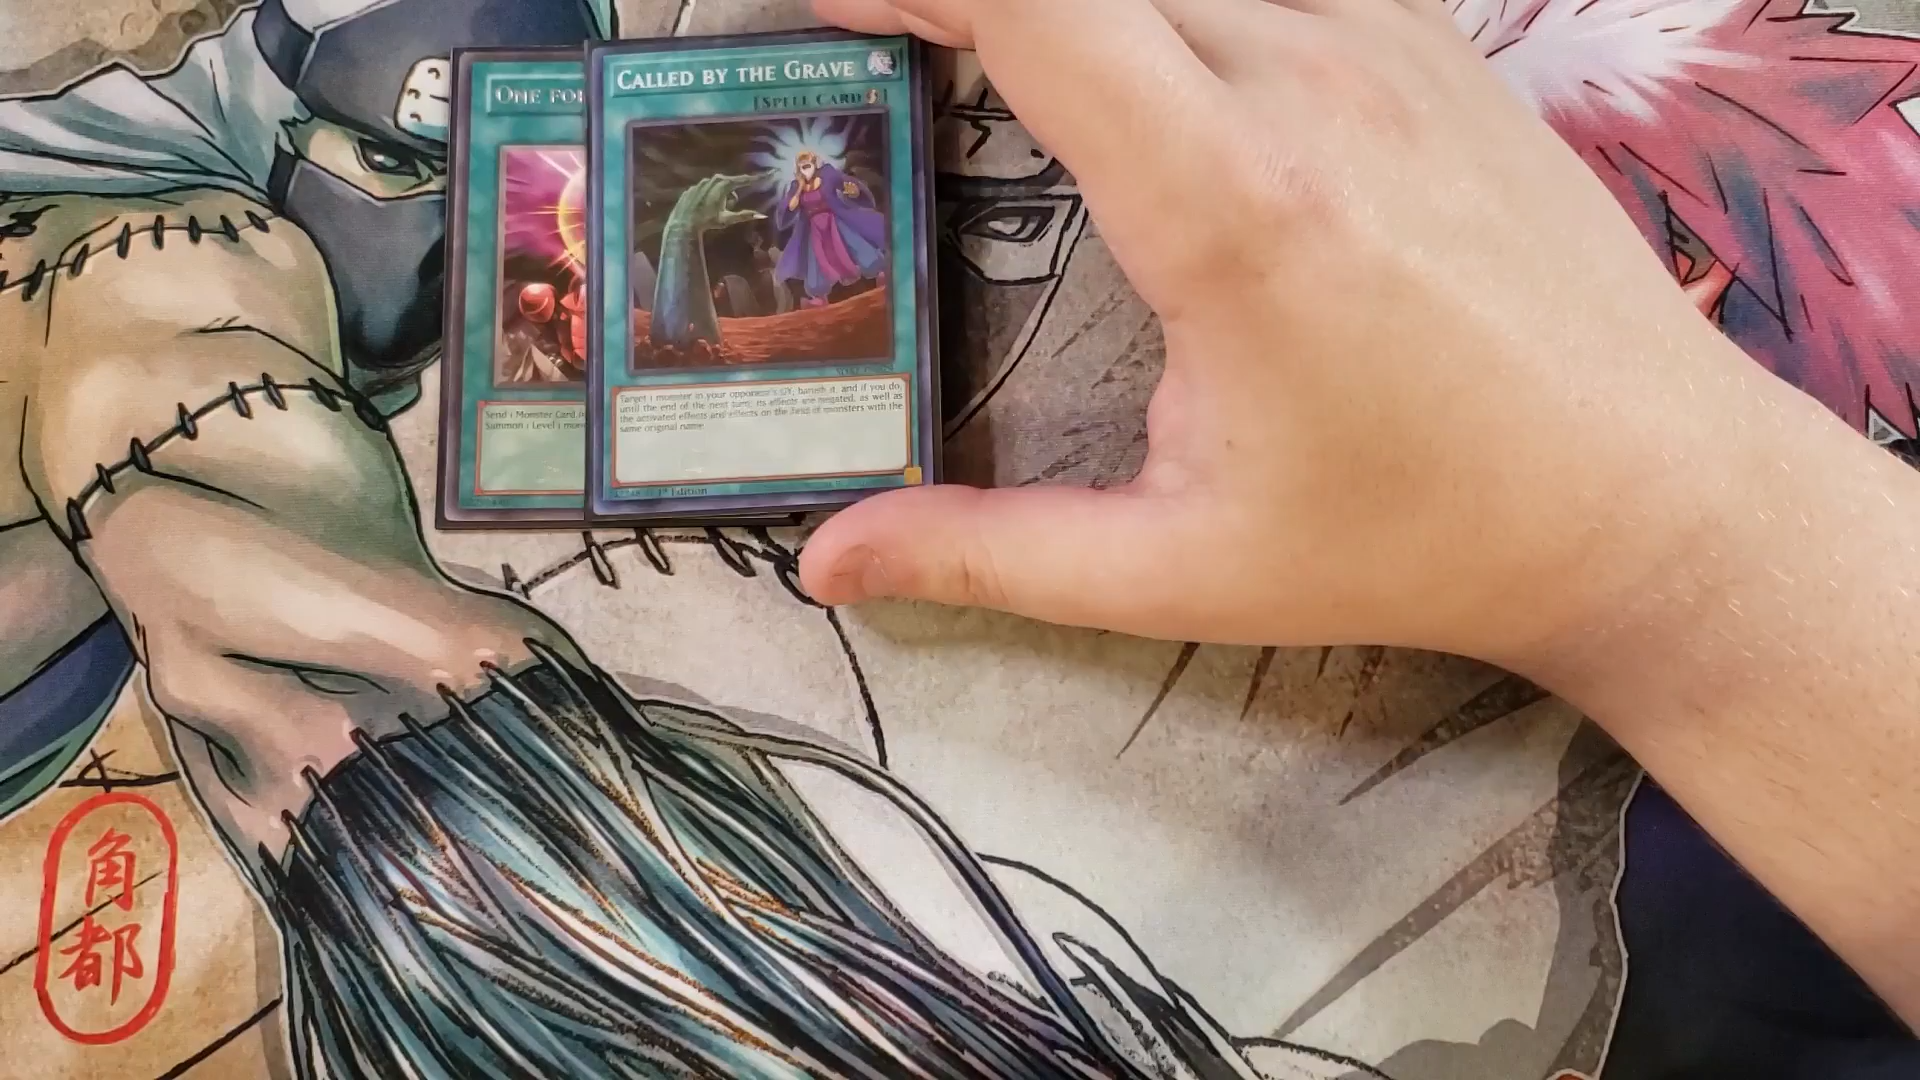 ONE FO
Send 1 Monster Card
Summon 1 Level 1
CALLED BY THE GRAVE
[SPELL CARD]
Target 1 monster in your opponent's GY; banish it, and if you do,
until the end of the next turn, its effects are negated, as well as
the activated effects and effects on the field of monsters with the
same original name.
1st Edition
角
都